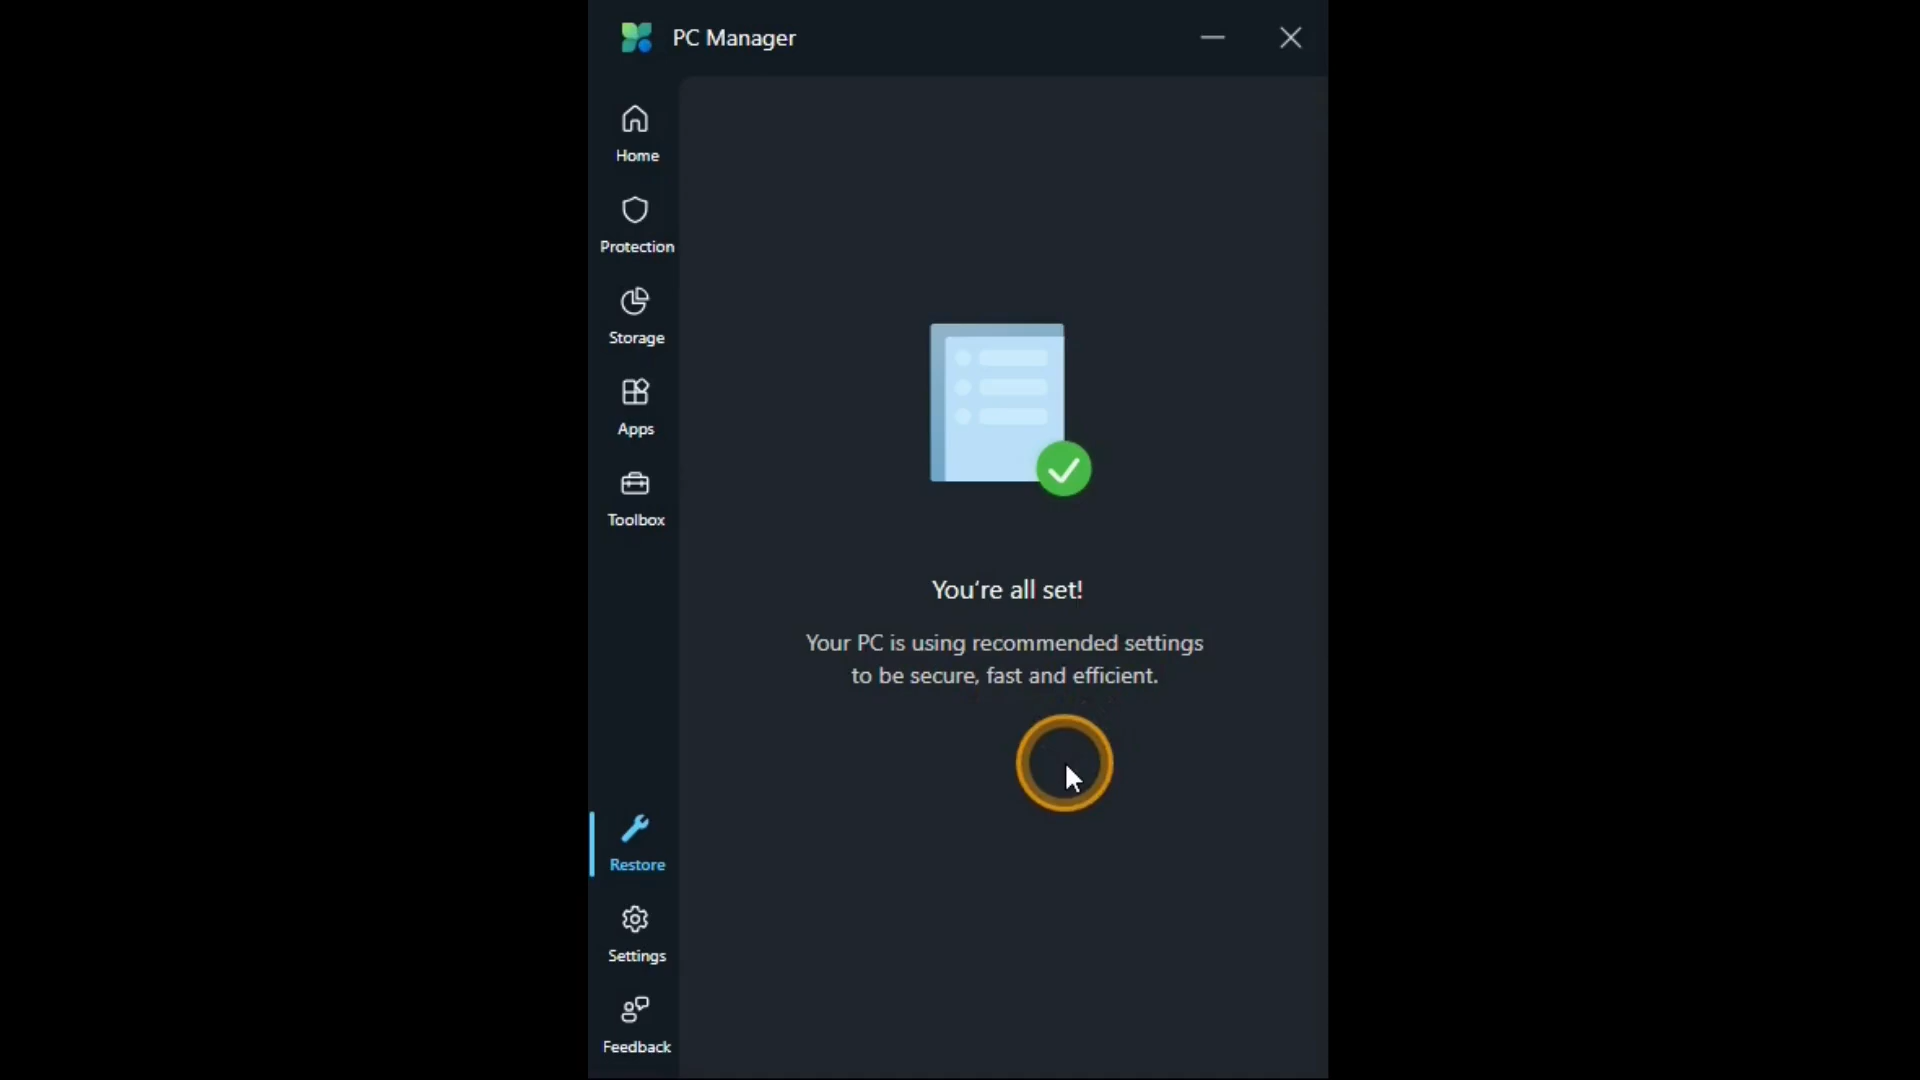 PC Manager
Home
Protection
Storage
Apps
Toolbox
You're all set!
Your PC is using recommended settings
to be secure, fast and efficient.
Restore
Settings
Feedback